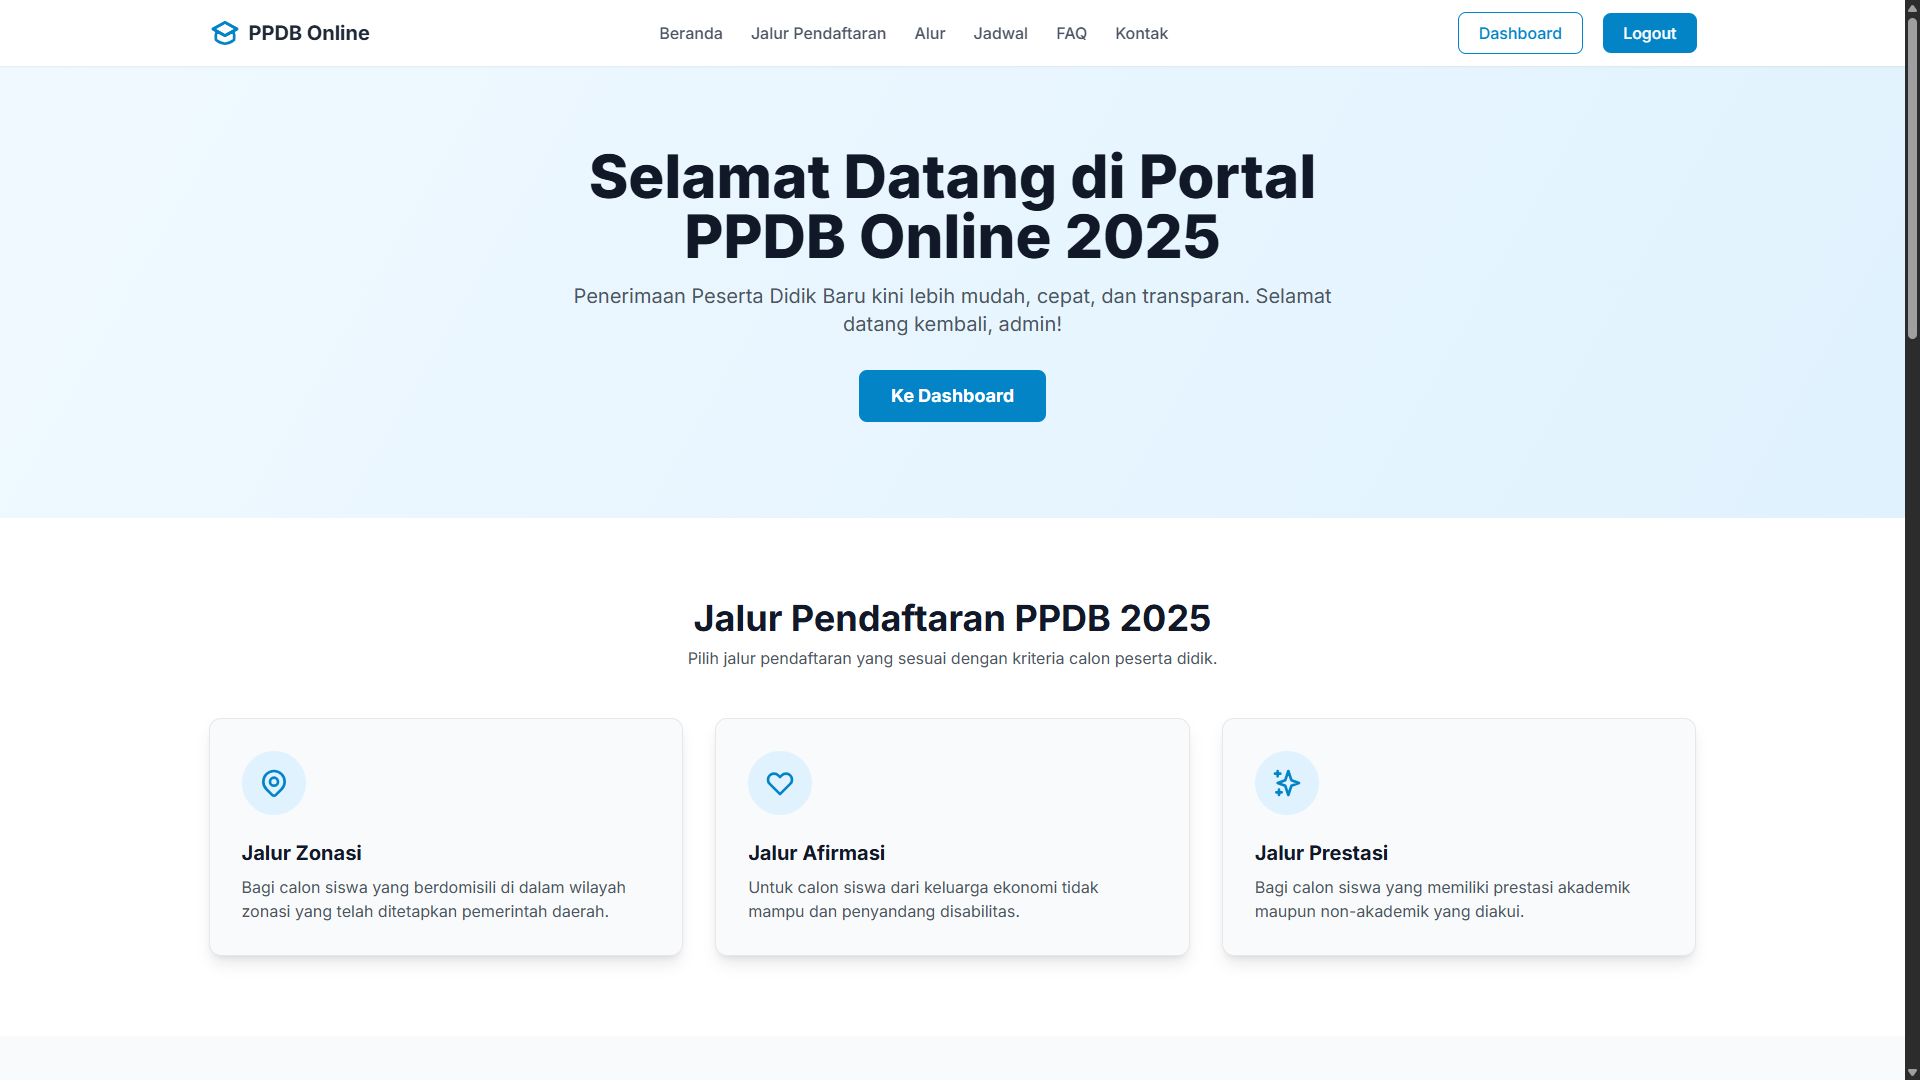 PPDB Online
Beranda
Jalur Pendaftaran
Alur
Jadwal
FAQ
Kontak
Dashboard
Logout
Selamat Datang di Portal
PPDB Online 2025
Penerimaan Peserta Didik Baru kini lebih mudah, cepat, dan transparan. Selamat
datang kembali, admin!
Ke Dashboard
Jalur Pendaftaran PPDB 2025
Pilih jalur pendaftaran yang sesuai dengan kriteria calon peserta didik.
Jalur Zonasi
Bagi calon siswa yang berdomisili di dalam wilayah
zonasi yang telah ditetapkan pemerintah daerah.
Jalur Afirmasi
Untuk calon siswa dari keluarga ekonomi tidak
mampu dan penyandang disabilitas.
Jalur Prestasi
Bagi calon siswa yang memiliki prestasi akademik
maupun non-akademik yang diakui.